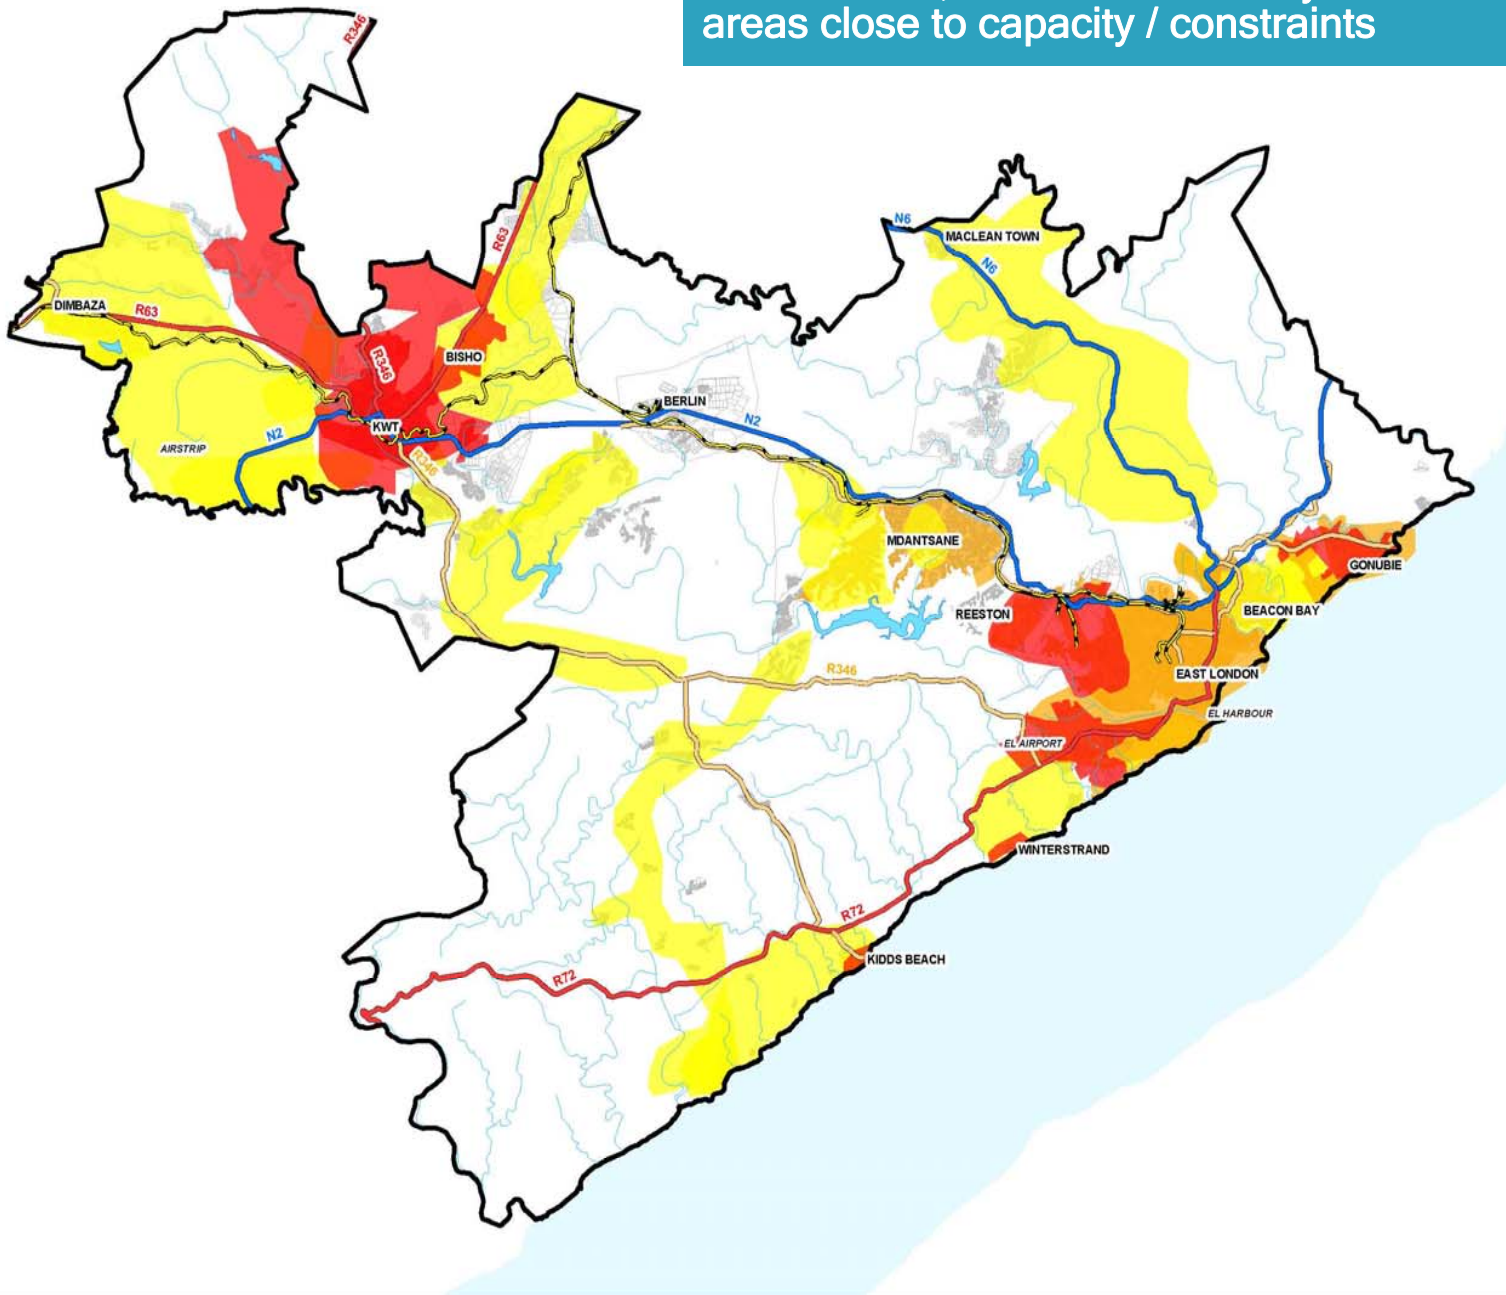 areas close to capacity / constraints
R346
N6
MACLEAN TOWN
R63
N6
DIMBAZA
R63
R346
BISHO
BERLIN
N2
KWT
N2
AIRSTRIP
R346
MDANTSANE
GONUBIE
REESTON
BEACON BAY
R346
EAST LONDON
EL HARBOUR
EL AIRPORT
WINTERSTRAND
R72
KIDDS BEACH
R72